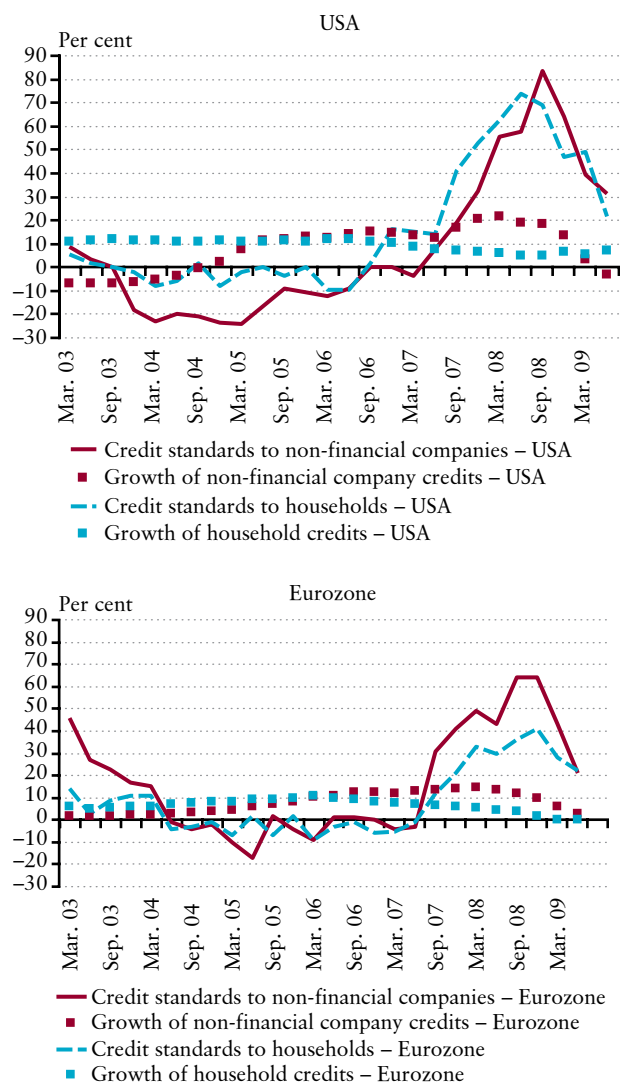 USA
Per cent
90
80
70
60
50
40
30
20
10
0
−10
−20
−30
Mar. 03
Sep. 03
Mar. 04
Sep. 04
Mar. 05
Sep. 05
Mar. 06
Sep. 06
Mar. 07
Sep. 07
Mar. 08
Sep. 08
Mar. 09
Credit standards to non-financial companies – USA
Growth of non-financial company credits – USA
Credit standards to households – USA
Growth of household credits – USA
Eurozone
Per cent
90
80
70
60
50
40
30
20
10
0
−10
−20
−30
Mar. 03
Sep. 03
Mar. 04
Sep. 04
Mar. 05
Sep. 05
Mar. 06
Sep. 06
Mar. 07
Sep. 07
Mar. 08
Sep. 08
Mar. 09
Credit standards to non-financial companies – Eurozone
Growth of non-financial company credits – Eurozone
Credit standards to households – Eurozone
Growth of household credits – Eurozone